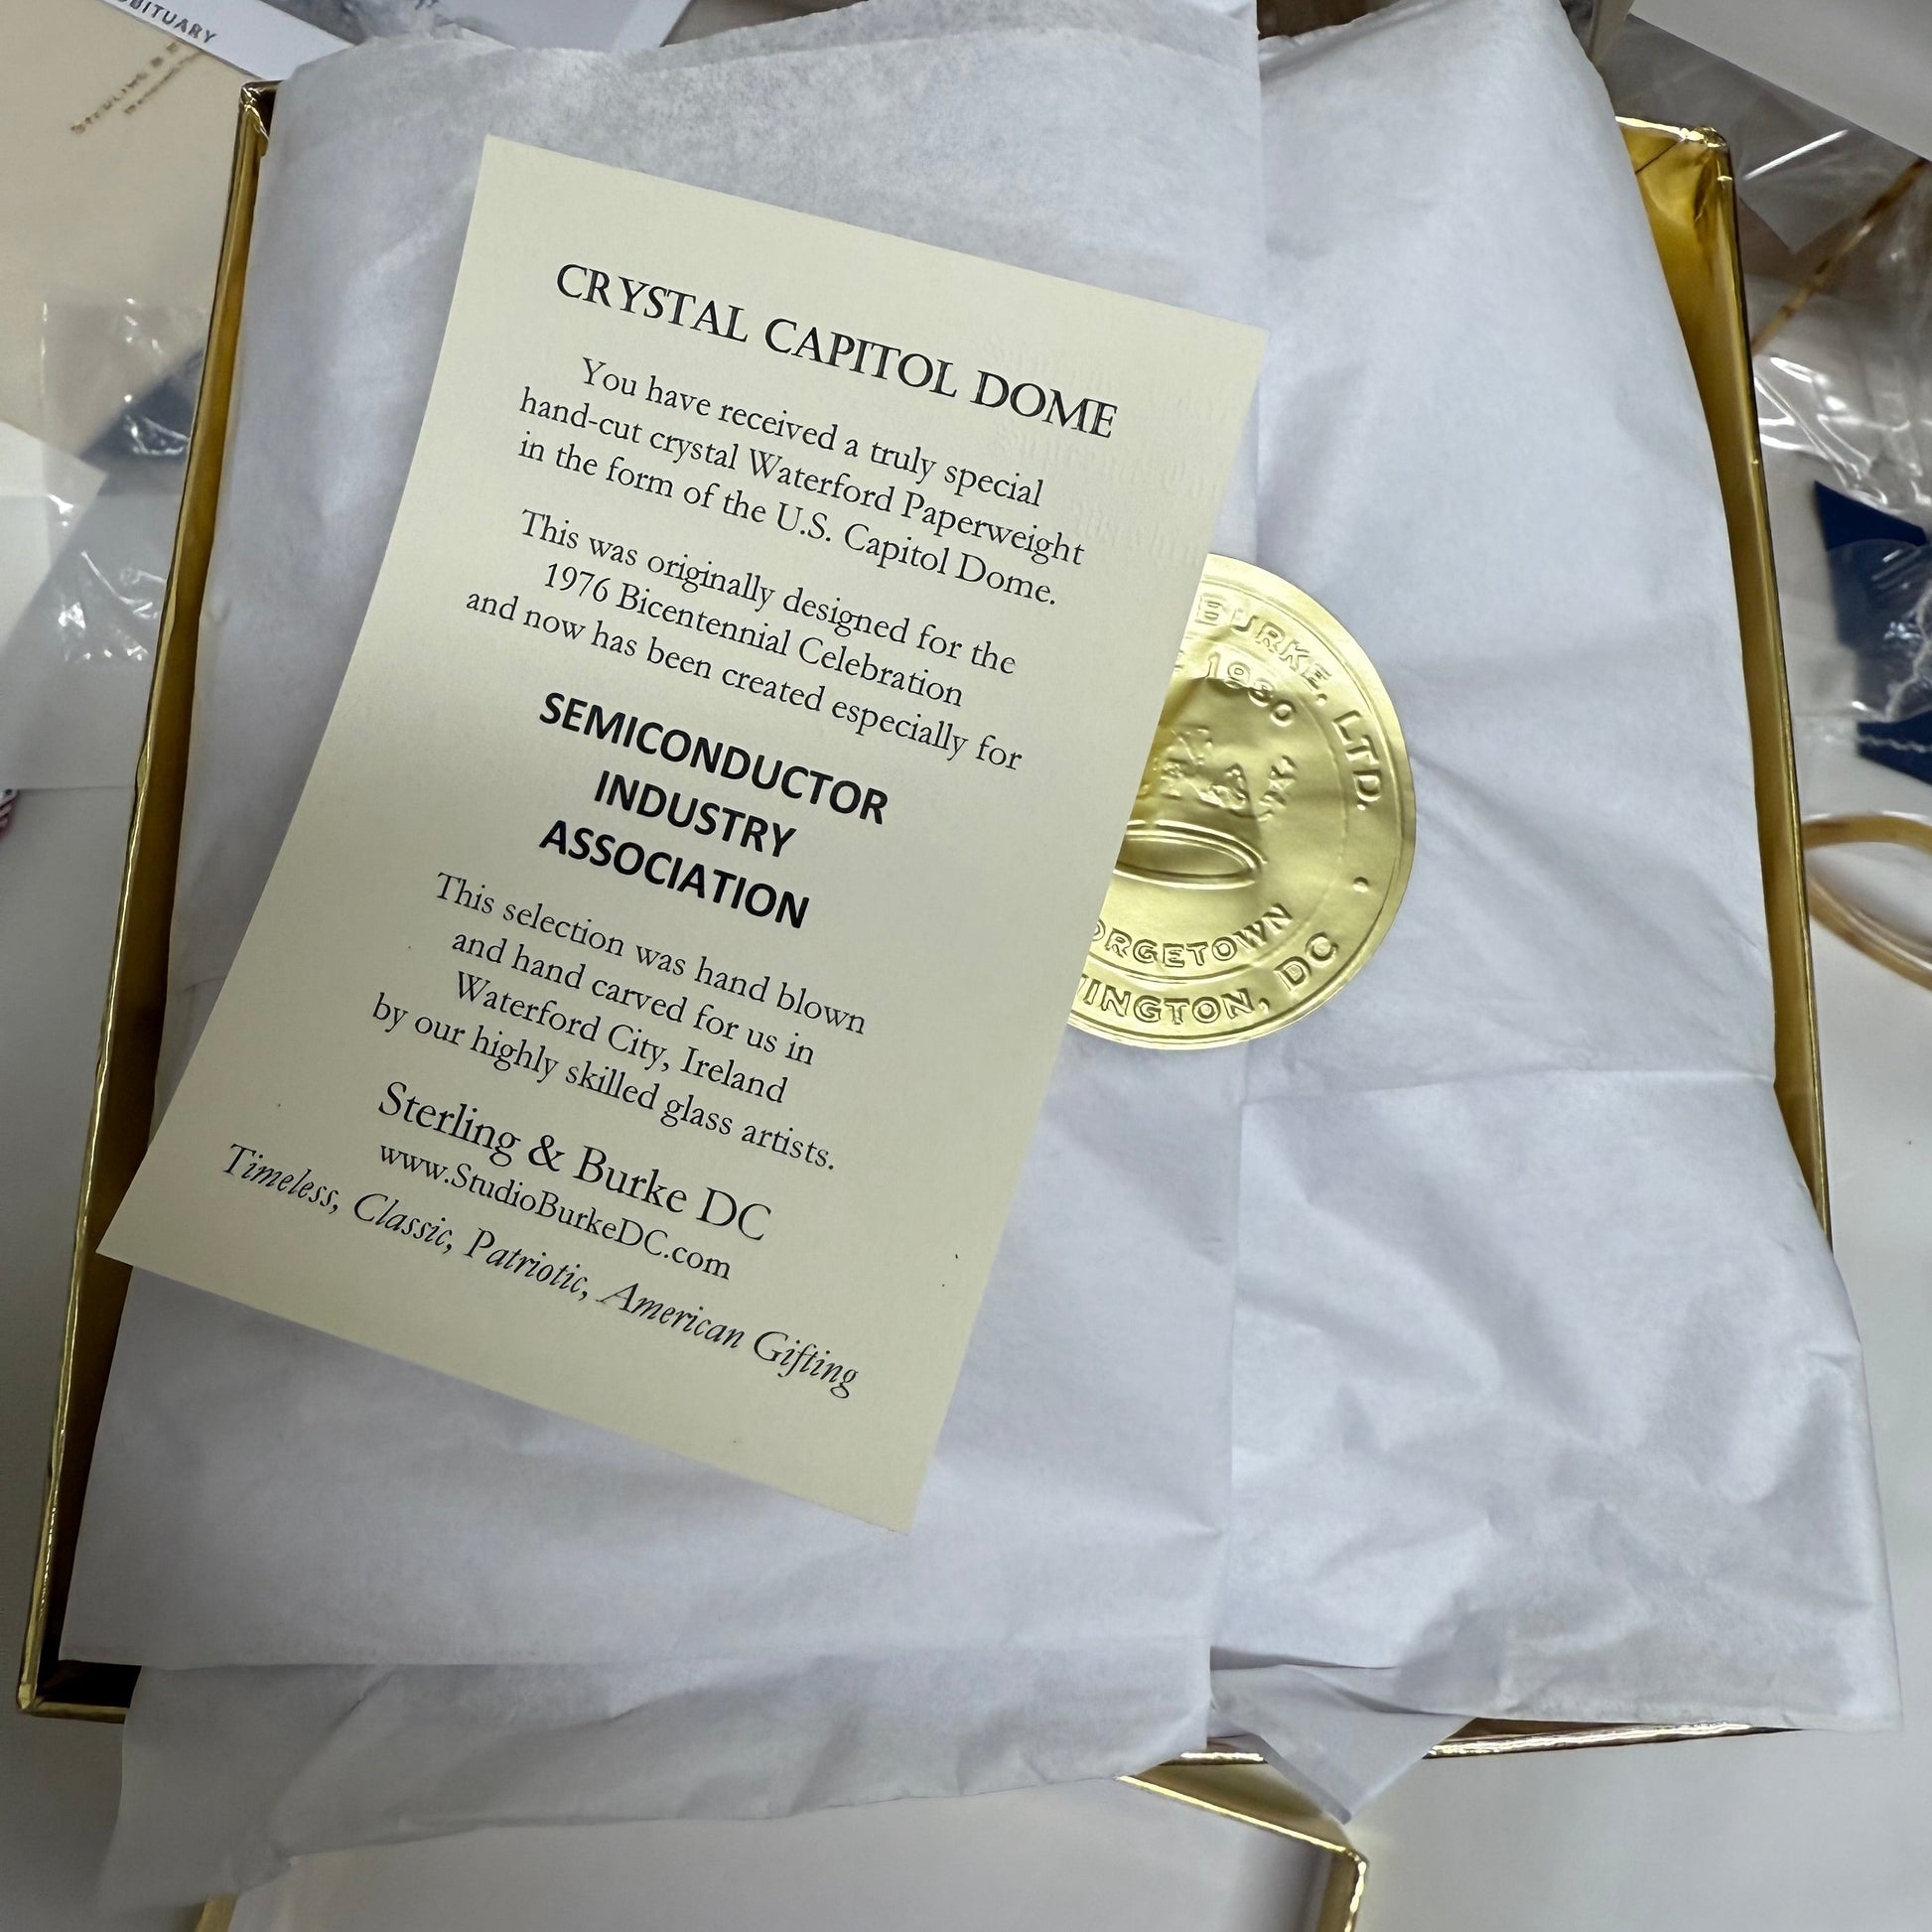 OBITUARY
CRYSTAL CAPITOL DOME
You have received a truly special
hand-cut crystal Waterford Paperweight
in the form of the U.S. Capitol Dome.
This was originally designed for the
1976 Bicentennial Celebration
and now has been created especially for
SEMICONDUCTOR
INDUSTRY
ASSOCIATION
This selection was hand blown
and hand carved for us in
Waterford City, Ireland
by our highly skilled glass artists.
Sterling & Burke DC
www.StudioBurkeDC.com
Timeless, Classic, Patriotic, American Gifting
BURKE, LTD.
1980
ORGETOWN
INGTON, DC